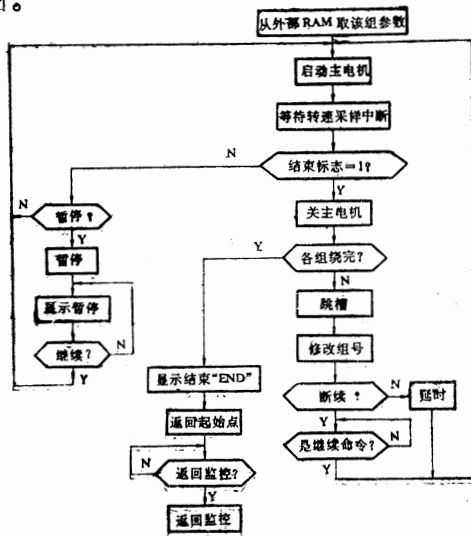 从外部RAM取该组参数
启动主电机
等待转速采样中断
N
结束标志=1?
Y
N
暂停?
关主电机
Y
Y
暂停
各组绕完?
N
显示暂停
跳槽
继续?
N
修改组号
Y
显示结束“END”
断续?
N
延时
Y
返回起始点
是继续命令?
N
N
返回监控?
Y
Y
返回监控